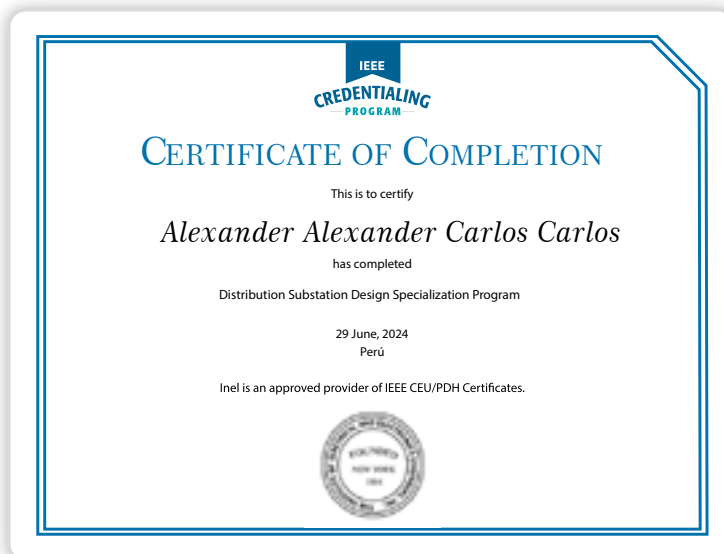 IEEE
CREDENTIALING
PROGRAM
CERTIFICATE OF COMPLETION
This is to certify
Alexander Alexander Carlos Carlos
has completed
Distribution Substation Design Specialization Program
29 June, 2024
Perú
Inel is an approved provider of IEEE CEU/PDH Certificates.
FOUNDED
NEW YORK